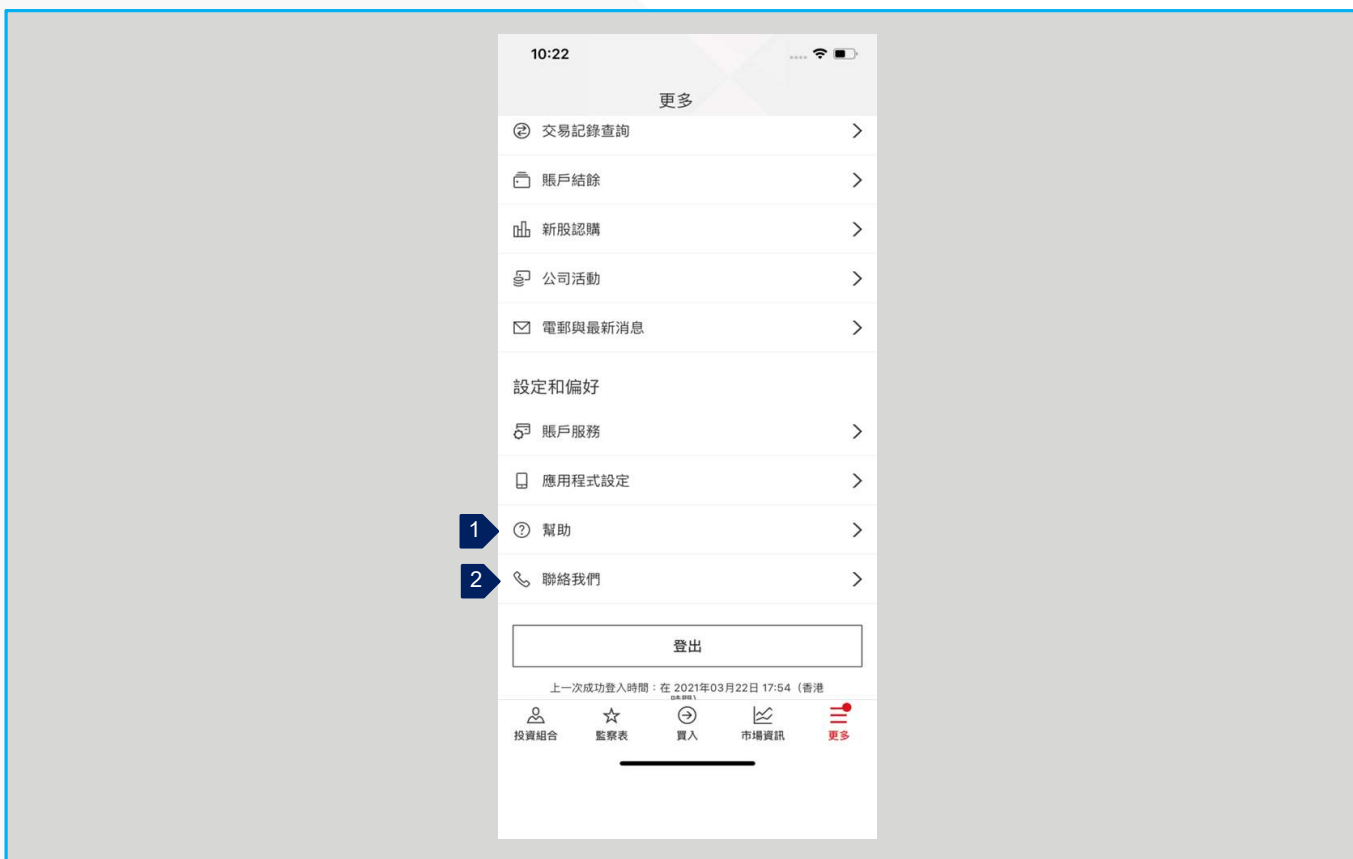 10:22
更多
交易記錄查詢
賬戶結餘
新股認購
公司活動
電郵與最新消息
設定和偏好
賬戶服務
應用程式設定
1 幫助
2 聯絡我們
登出
上一次成功登入時間:在 2021年03月22日 17:54(香港
投資組合 監察表 買入 市場資訊 更多